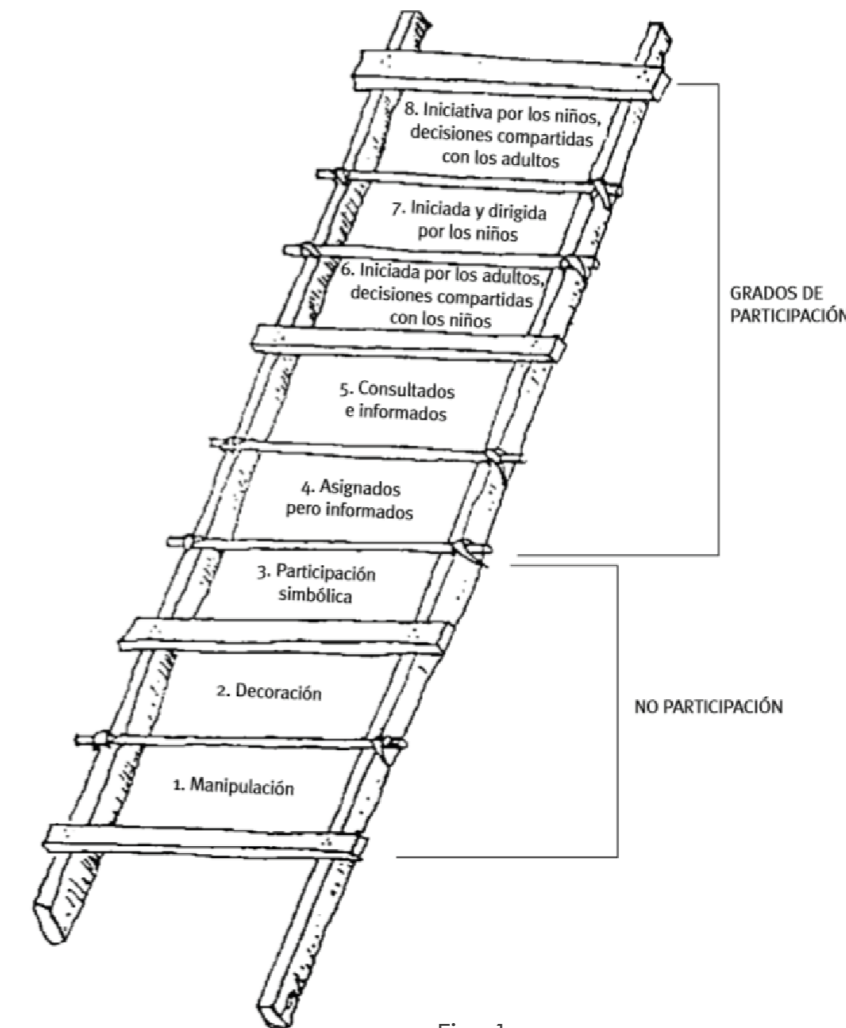 8. Iniciativa por los niños,
decisiones compartidas
con los adultos
7. Iniciada y dirigida
por los niños
6. Iniciada por los adultos,
decisiones compartidas
con los niños
GRADOS DE
PARTICIPACIÓN
5. Consultados
e informados
4. Asignados
pero informados
3. Participación
simbólica
2. Decoración
NO PARTICIPACIÓN
1. Manipulación